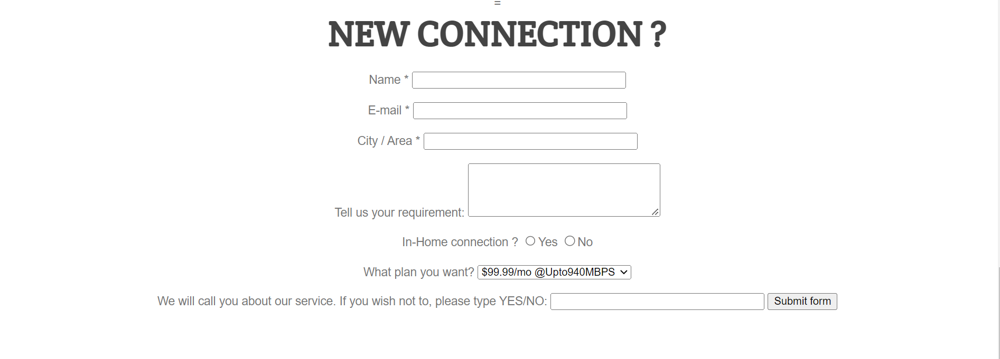 =
NEW CONNECTION ?
Name *
E-mail *
City / Area *
Tell us your requirement:
In-Home connection ? Yes No
What plan you want? $99.99/mo @Upto940MBPS
We will call you about our service. If you wish not to, please type YES/NO: Submit form